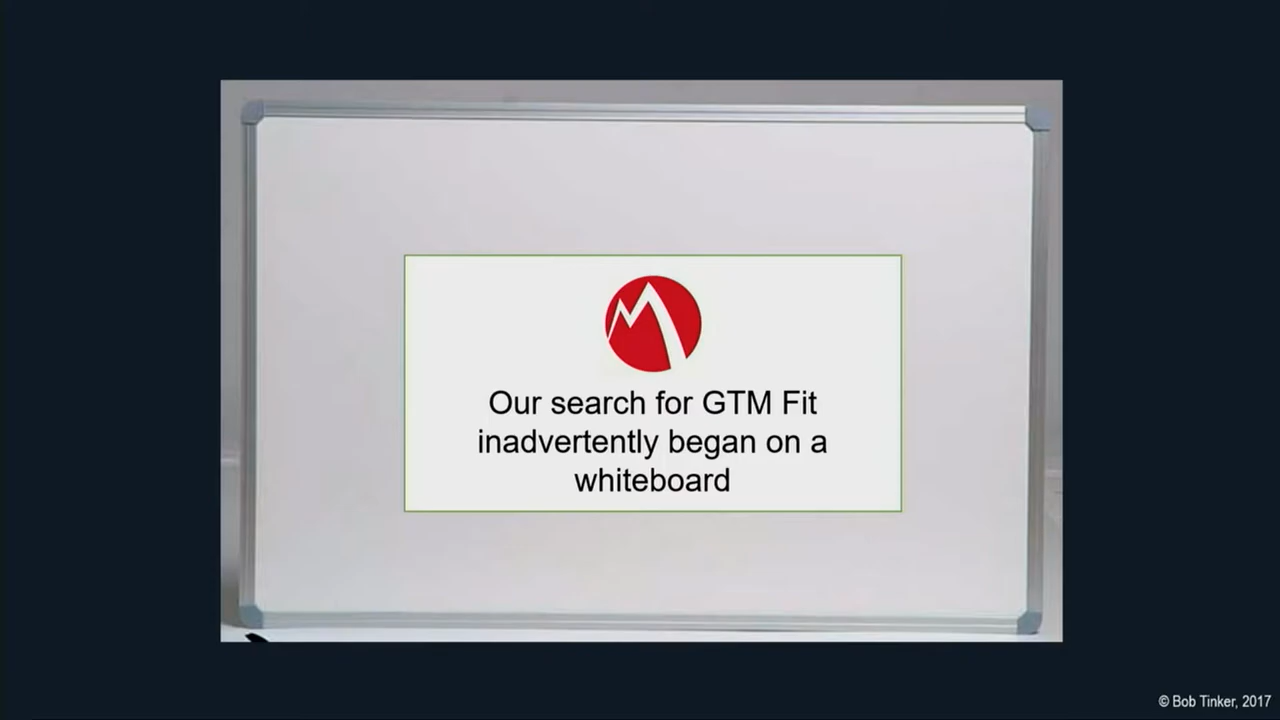 Our search for GTM Fit
inadvertently began on a
whiteboard
© Bob Tinker, 2017